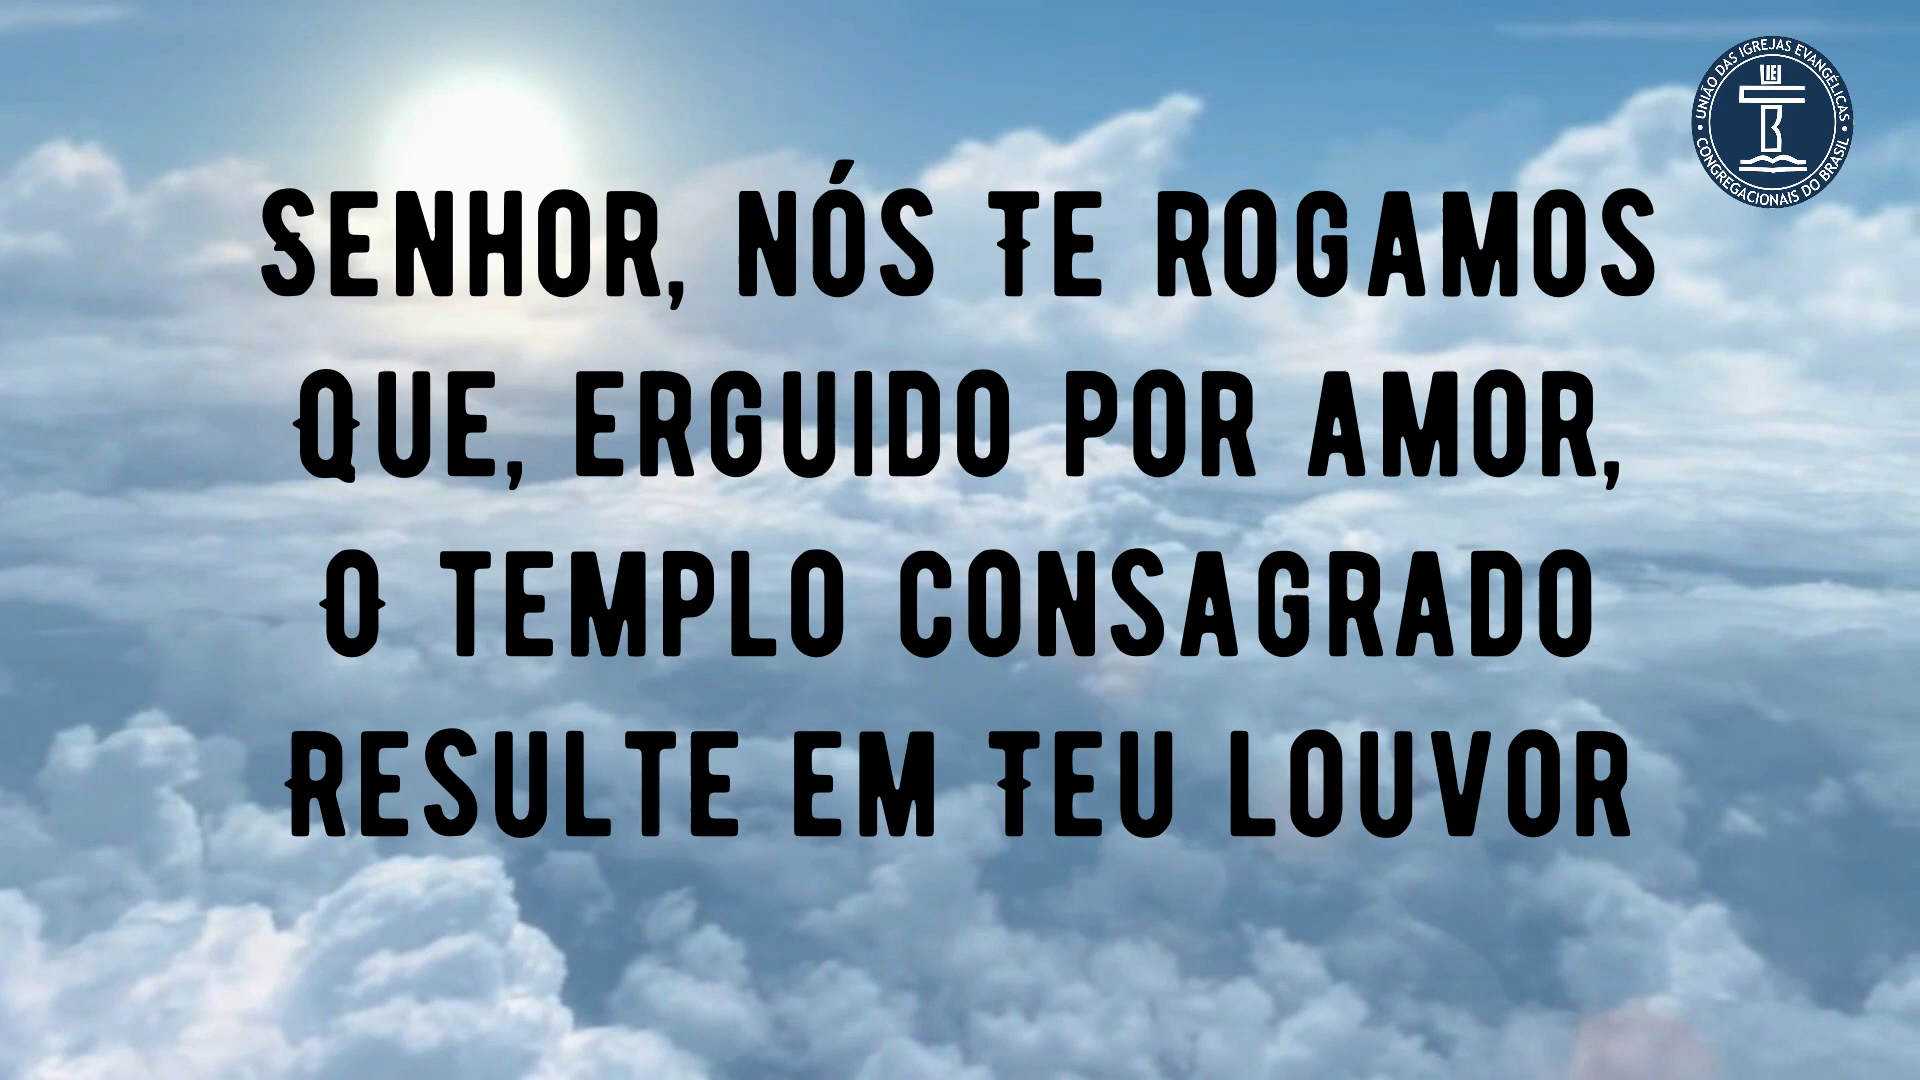 Senhor, nós Te rogamos
Que, erguido por amor,
O templo consagrado
Resulte em Teu louvor
UNIÃO DAS IGREJAS EVANGÉLICAS
CONGREGACIONAIS DO BRASIL